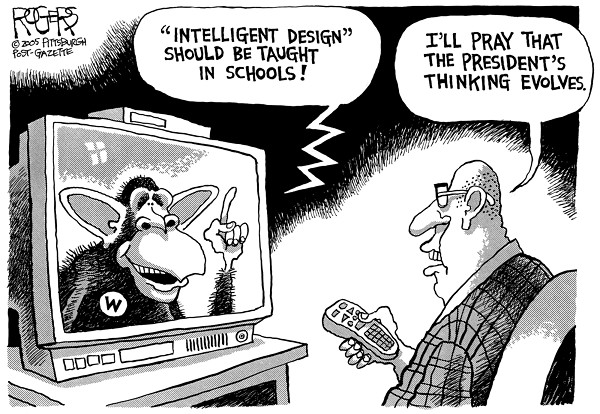 ROGERS
© 2005 PITTSBURGH
POST-GAZETTE
"INTELLIGENT DESIGN"
SHOULD BE TAUGHT
IN SCHOOLS!
I'LL PRAY THAT
THE PRESIDENT'S
THINKING EVOLVES.
W